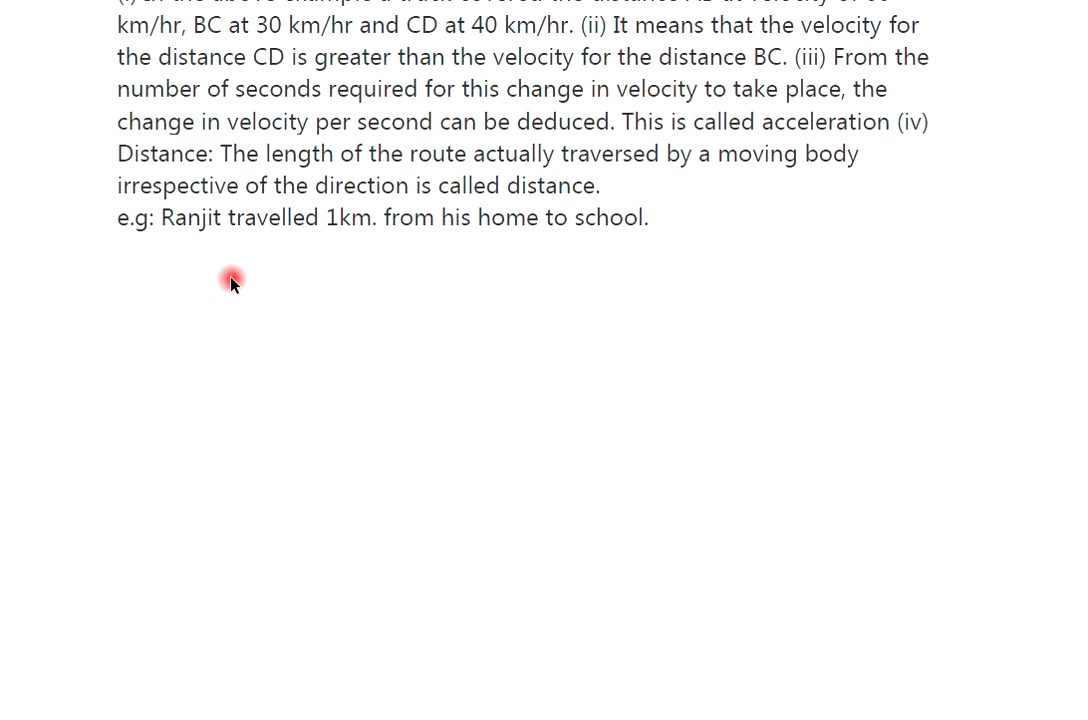 km/hr, BC at 30 km/hr and CD at 40 km/hr. (ii) It means that the velocity for
the distance CD is greater than the velocity for the distance BC. (iii) From the
number of seconds required for this change in velocity to take place, the
change in velocity per second can be deduced. This is called acceleration (iv)
Distance: The length of the route actually traversed by a moving body
irrespective of the direction is called distance.
e.g: Ranjit travelled 1km. from his home to school.